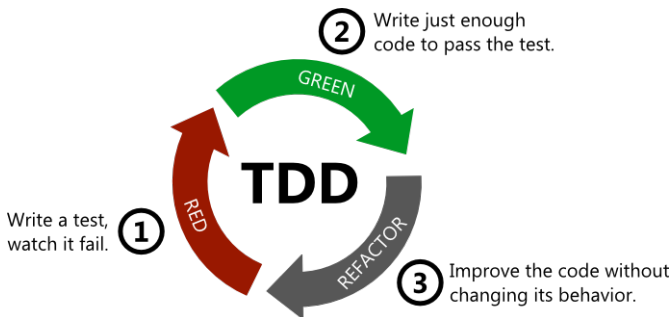 2
Write just enough
code to pass the test.
GREEN
TDD
RED
Write a test,
watch it fail.
1
REFACTOR
3
Improve the code without
changing its behavior.